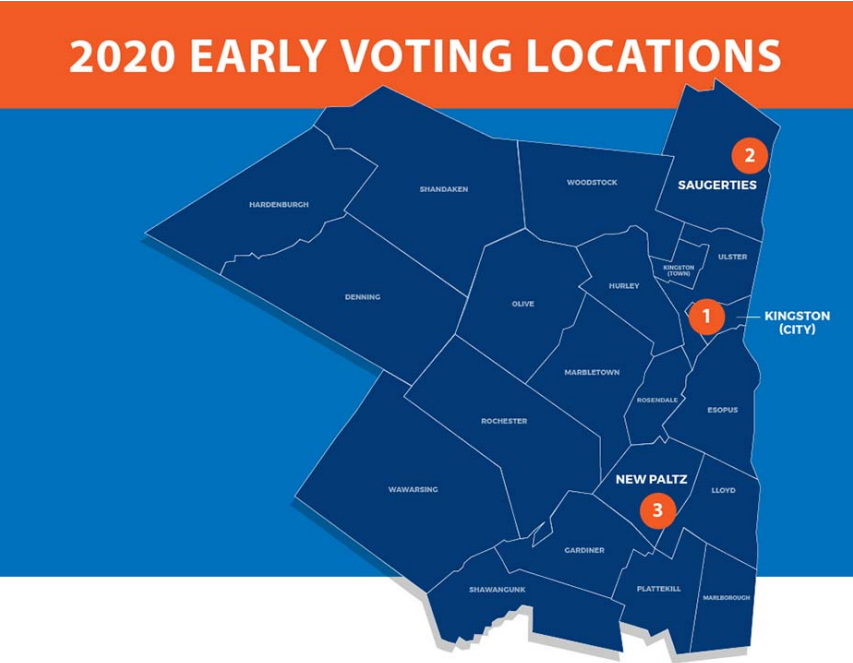 2020 EARLY VOTING LOCATIONS
2
SAUGERTIES
WOODSTOCK
SHANDAKEN
HARDENBURGH
ULSTER
KINGSTON
(TOWN)
HURLEY
DENNING
OLIVE
1
KINGSTON
(CITY)
MARBLETOWN
ROSENDALE
ESOPUS
ROCHESTER
NEW PALTZ
WAWARSING
LLOYD
3
GARDINER
SHAWANGUNK
PLATTEKILL
MARLBOROUGH